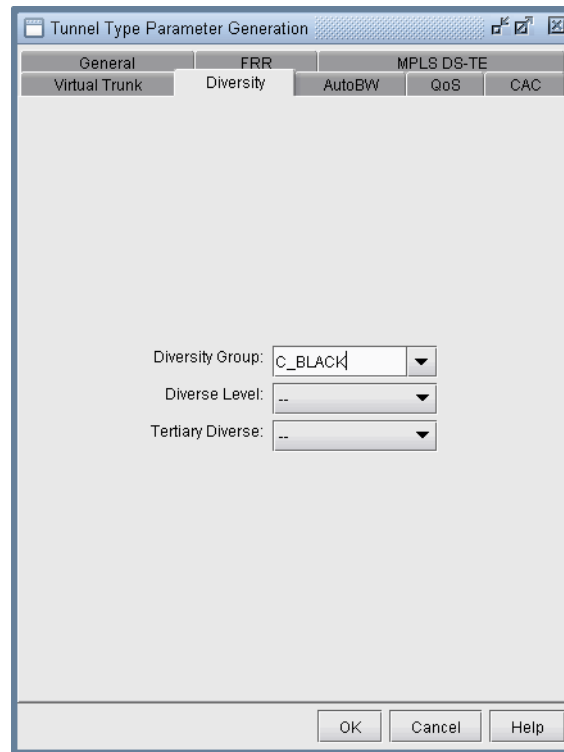 Tunnel Type Parameter Generation
General FRR MPLS DS-TE
Virtual Trunk Diversity AutoBW QoS CAC
Diversity Group: C_BLACK
Diverse Level: --
Tertiary Diverse: --
OK Cancel Help